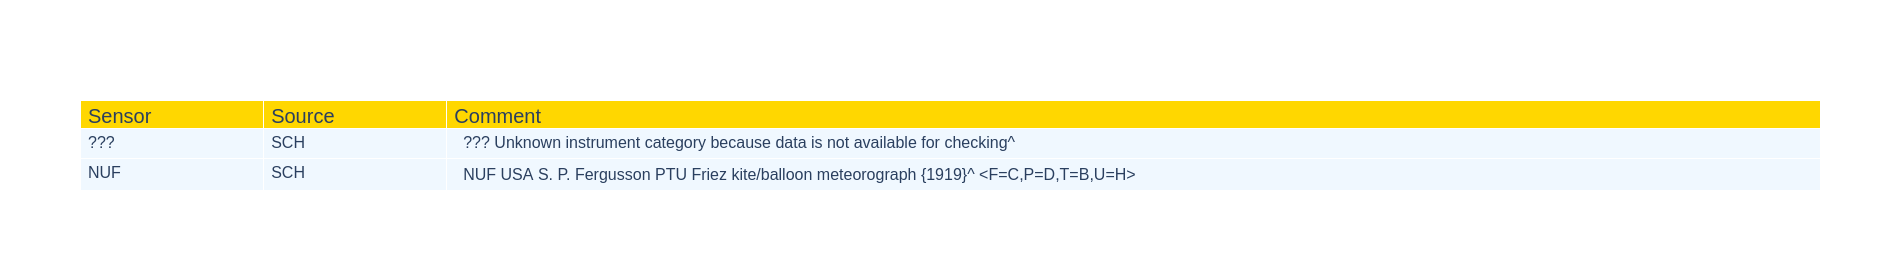 Sensor Source Comment
??? SCH ??? Unknown instrument category because data is not available for checking^
NUF SCH NUF USA S. P. Fergusson PTU Friez kite/balloon meteorograph {1919}^ <F=C,P=D,T=B,U=H>